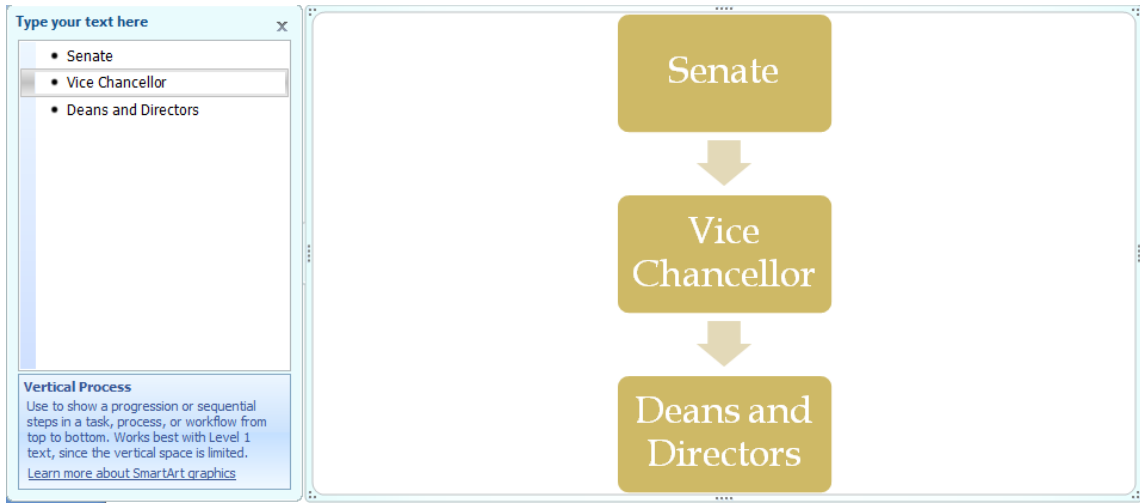 Type your text here
x
• Senate
• Vice Chancellor
• Deans and Directors
Vertical Process
Use to show a progression or sequential
steps in a task, process, or workflow from
top to bottom. Works best with Level 1
text, since the vertical space is limited.
Learn more about SmartArt graphics
Senate
Vice
Chancellor
Deans and
Directors